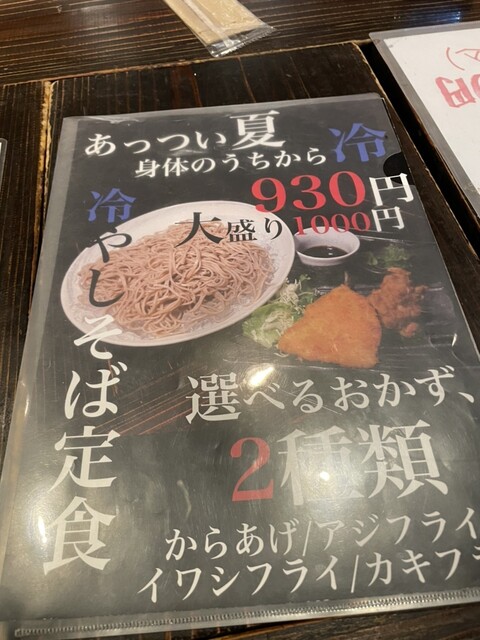 あっつい夏
身体のうちから冷
冷やしそば定食
930円
大盛り1000円
選べるおかず、
2種類
からあげ/アジフライ
イワシフライ/カキフ
円